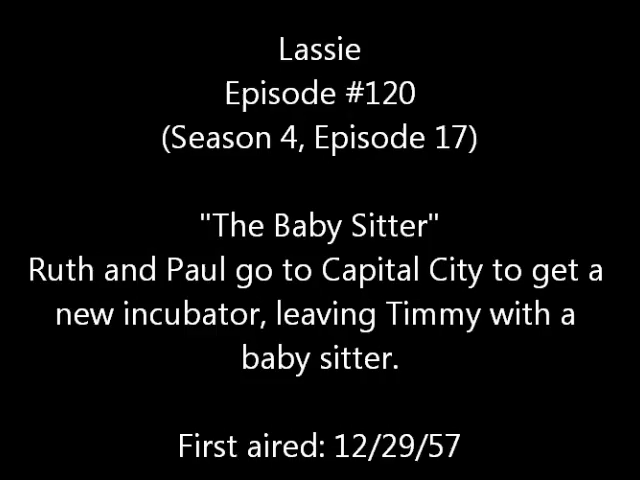 Lassie
Episode #120
(Season 4, Episode 17)
"The Baby Sitter"
Ruth and Paul go to Capital City to get a
new incubator, leaving Timmy with a
baby sitter.
First aired: 12/29/57